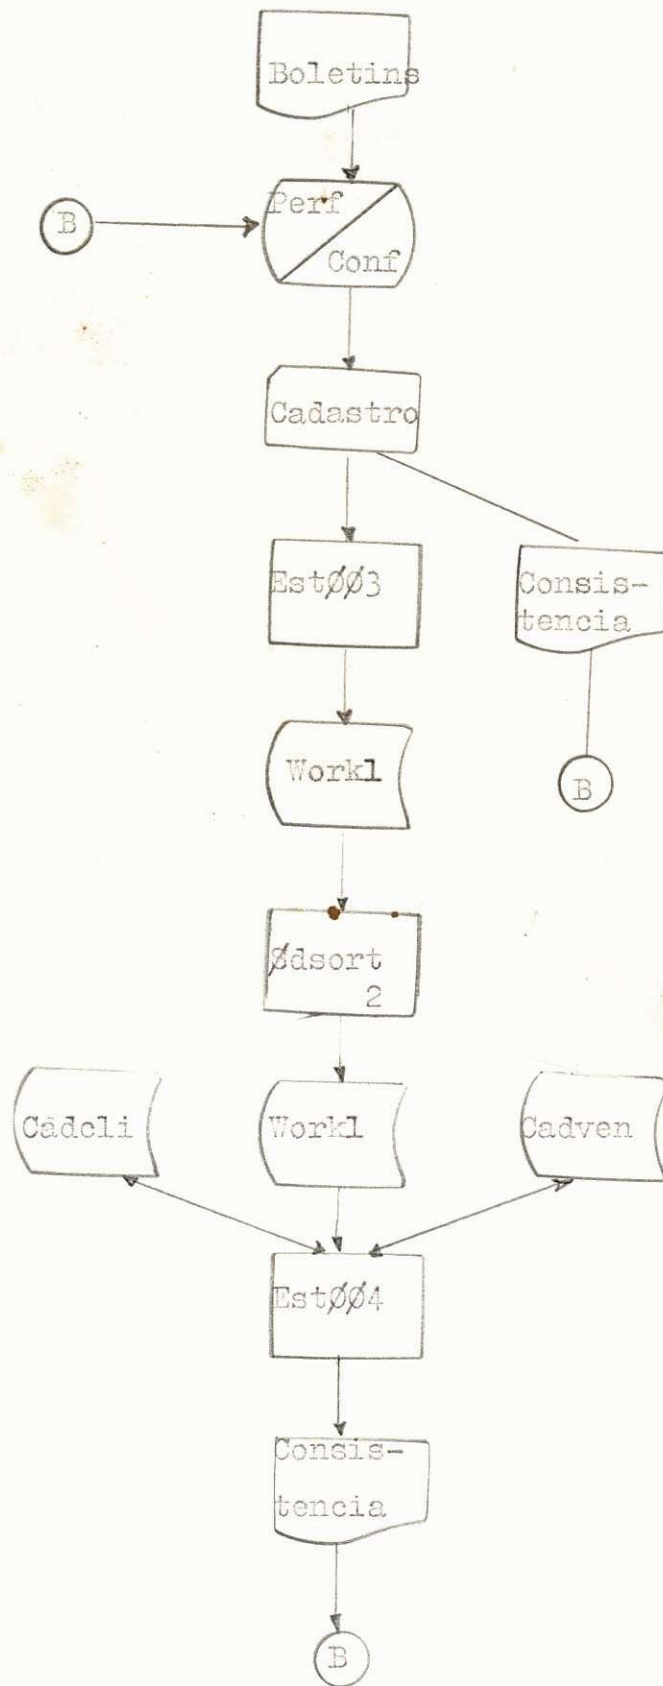 Boletins
B
Perf
Conf
Cadastro
EstØØ3
Consis-
tencia
Work1
B
Ødsort
2
Cadcli
Work1
Cadven
EstØØ4
Consis-
tencia
B